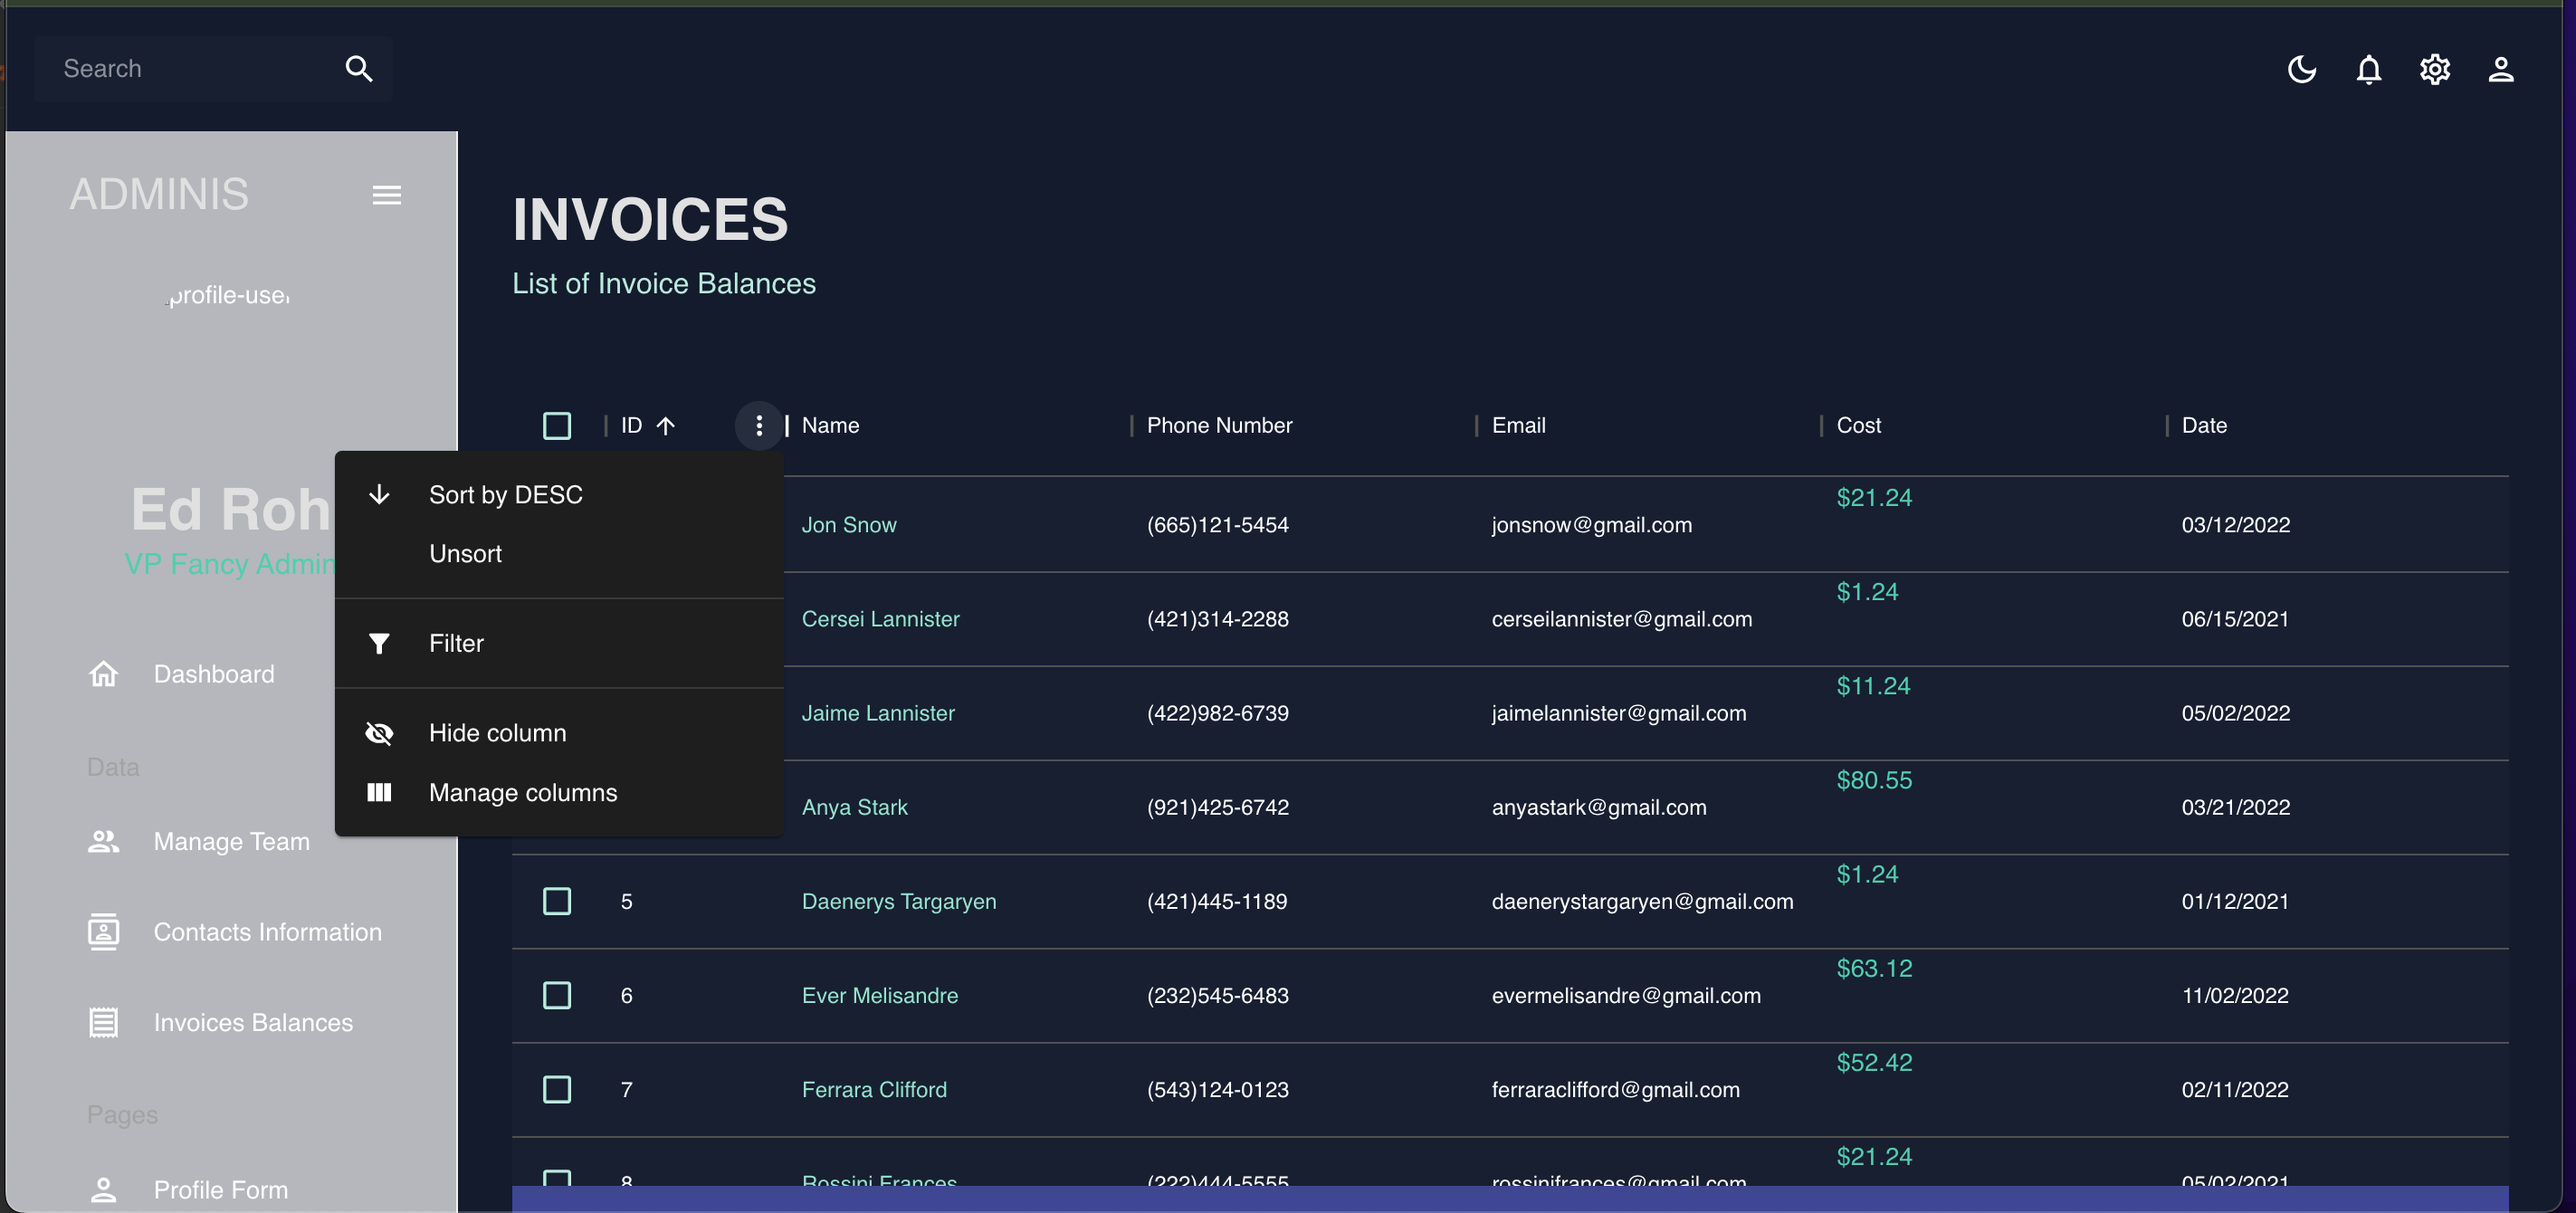 Search
ADMINIS
profile-user
Ed Roh
VP Fancy Admin
Dashboard
Data
Manage Team
Contacts Information
Invoices Balances
Pages
Profile Form
INVOICES
List of Invoice Balances
ID Name Phone Number Email Cost Date
Sort by DESC
Unsort
Filter
Hide column
Manage columns
Jon Snow (665)121-5454 jonsnow@gmail.com $21.24 03/12/2022
Cersei Lannister (421)314-2288 cerseilannister@gmail.com $1.24 06/15/2021
Jaime Lannister (422)982-6739 jaimelannister@gmail.com $11.24 05/02/2022
Anya Stark (921)425-6742 anyastark@gmail.com $80.55 03/21/2022
5 Daenerys Targaryen (421)445-1189 daenerystargaryen@gmail.com $1.24 01/12/2021
6 Ever Melisandre (232)545-6483 evermelisandre@gmail.com $63.12 11/02/2022
7 Ferrara Clifford (543)124-0123 ferraraclifford@gmail.com $52.42 02/11/2022
8 Rossini Frances (222)444-5555 rossinifrances@gmail.com $21.24 05/02/2021